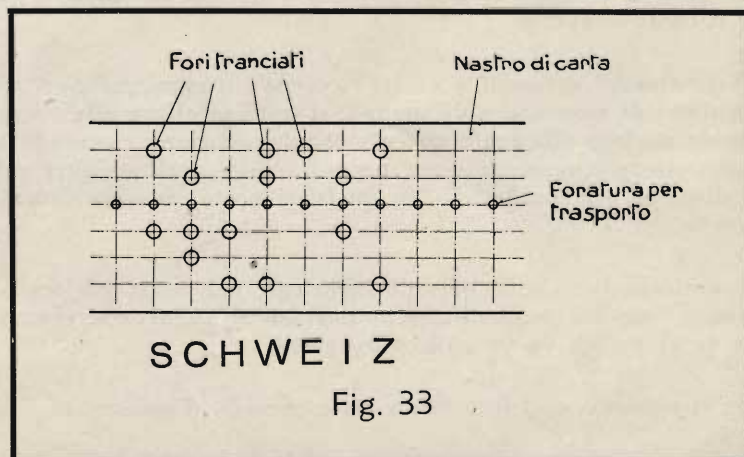 Fori tranciati
Nastro di carta
Foratura per
trasporto
SCHWEIZ
Fig. 33